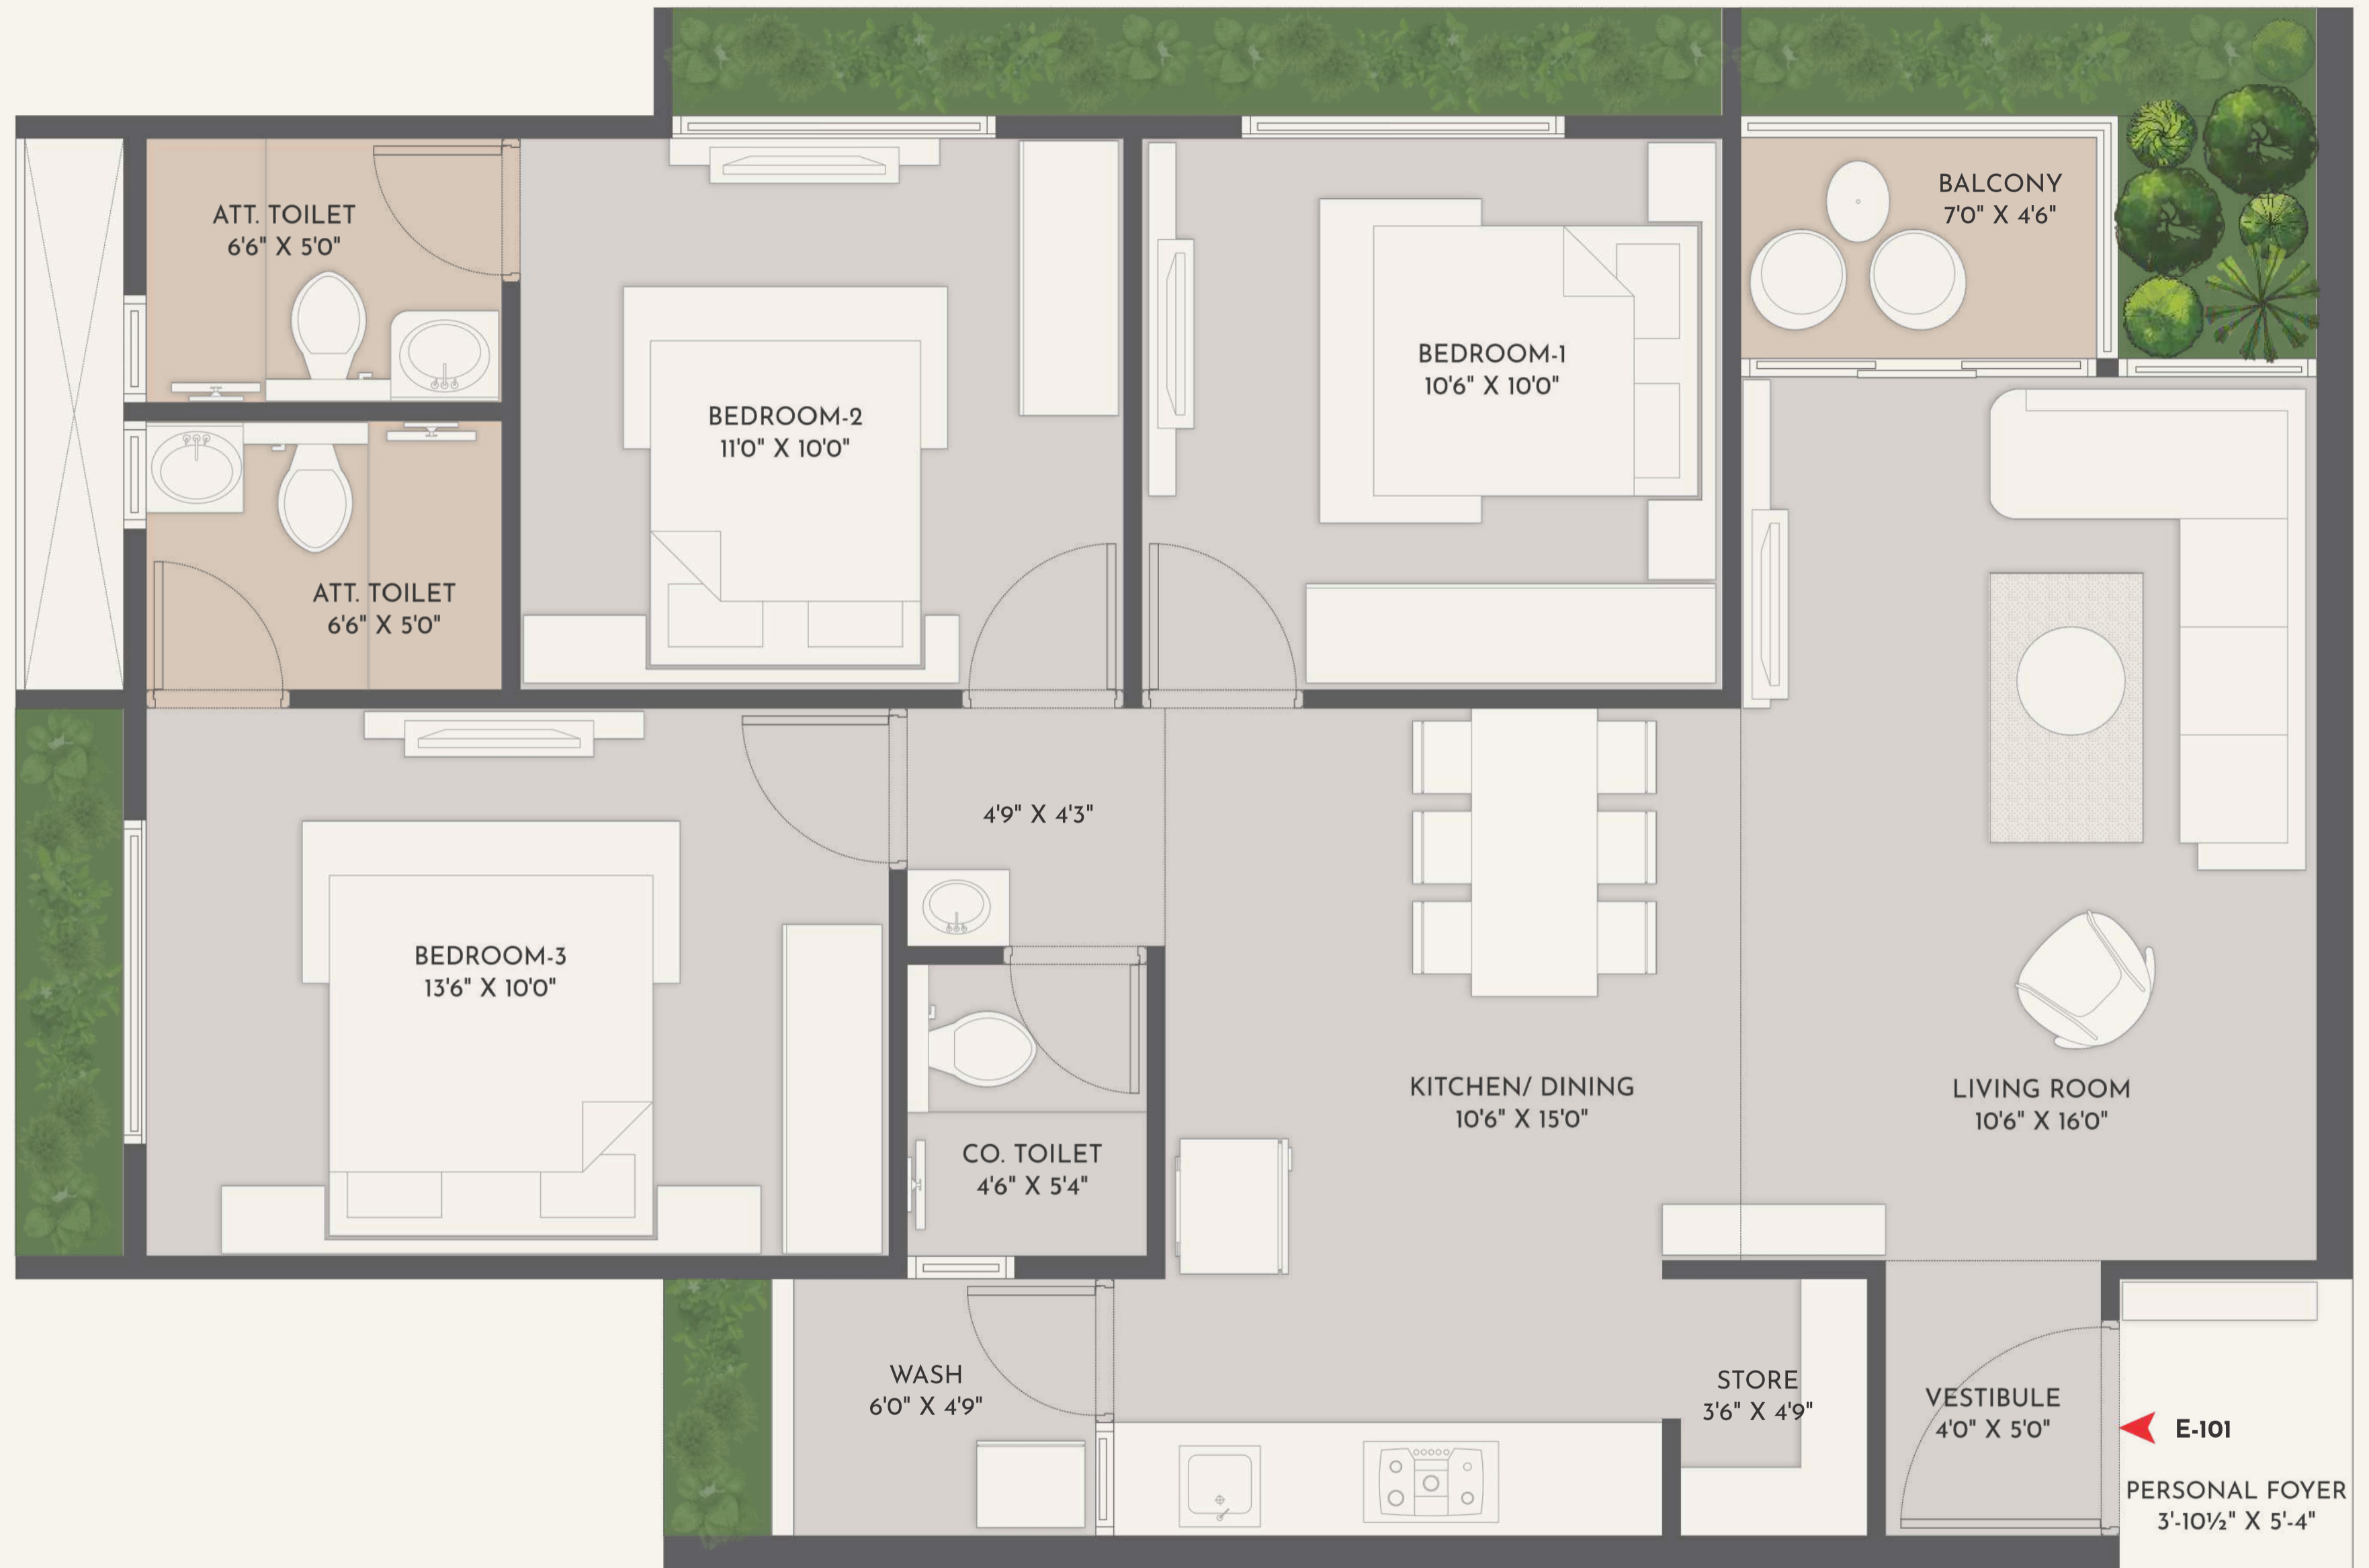 BALCONY
7'0" X 4'6"
ATT. TOILET
6'6" X 5'0"
BEDROOM-1
10'6" X 10'0"
BEDROOM-2
11'0" X 10'0"
ATT. TOILET
6'6" X 5'0"
4'9" X 4'3"
BEDROOM-3
13'6" X 10'0"
KITCHEN/ DINING
10'6" X 15'0"
LIVING ROOM
10'6" X 16'0"
CO. TOILET
4'6" X 5'4"
WASH
6'0" X 4'9"
STORE
3'6" X 4'9"
VESTIBULE
4'0" X 5'0"
E-101
PERSONAL FOYER
3'-10½" X 5'-4"